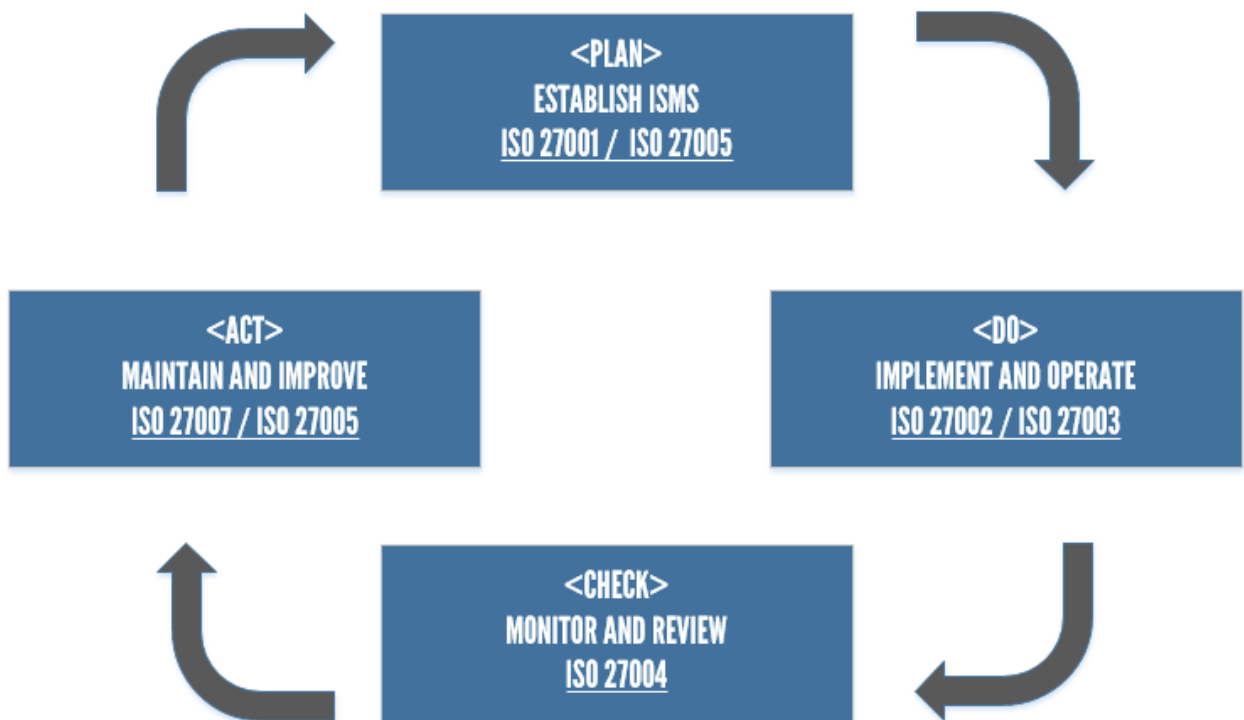 <PLAN>
ESTABLISH ISMS
ISO 27001 /  ISO 27005
<ACT>
MAINTAIN AND IMPROVE
ISO 27007 / ISO 27005
<DO>
IMPLEMENT AND OPERATE
ISO 27002 / ISO 27003
<CHECK>
MONITOR AND REVIEW
ISO 27004